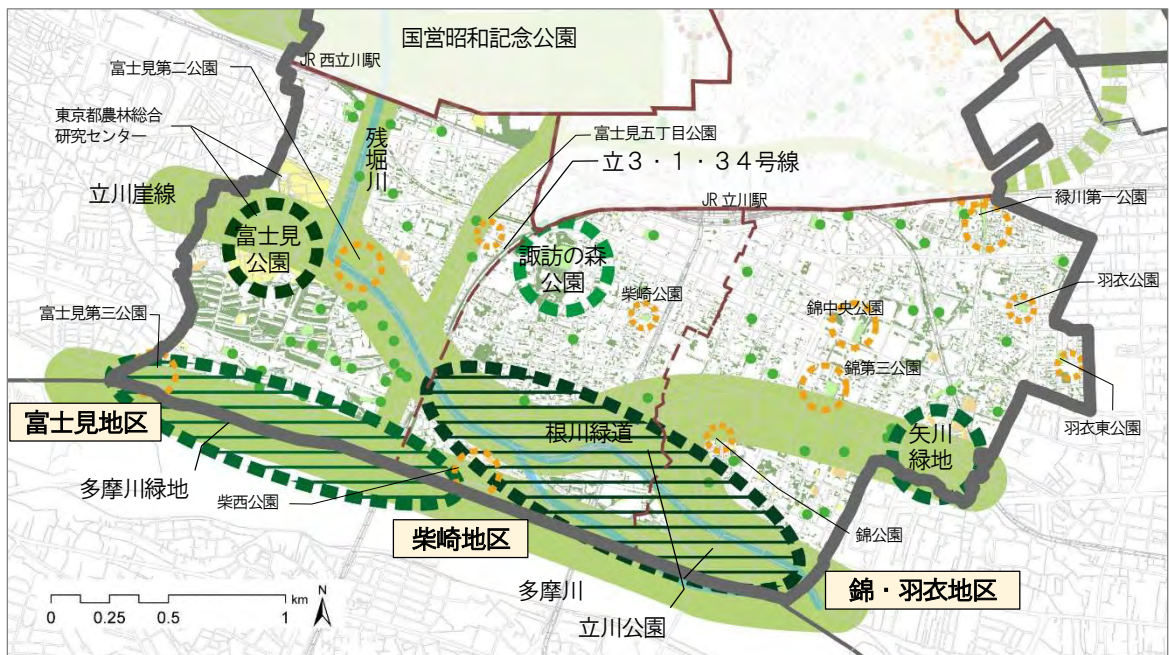 国営昭和記念公園
JR 西立川駅
富士見第二公園
東京都農林総合
研究センター
残堀川
富士見五丁目公園
立3・1・34号線
立川崖線
JR 立川駅
緑川第一公園
富士見
公園
諏訪の森
公園
羽衣公園
柴崎公園
錦中央公園
富士見第三公園
錦第三公園
富士見地区
根川緑道
矢川
緑地
羽衣東公園
多摩川緑地
柴西公園
柴崎地区
錦公園
多摩川
錦・羽衣地区
立川公園
km
N
0
0.25
0.5
1